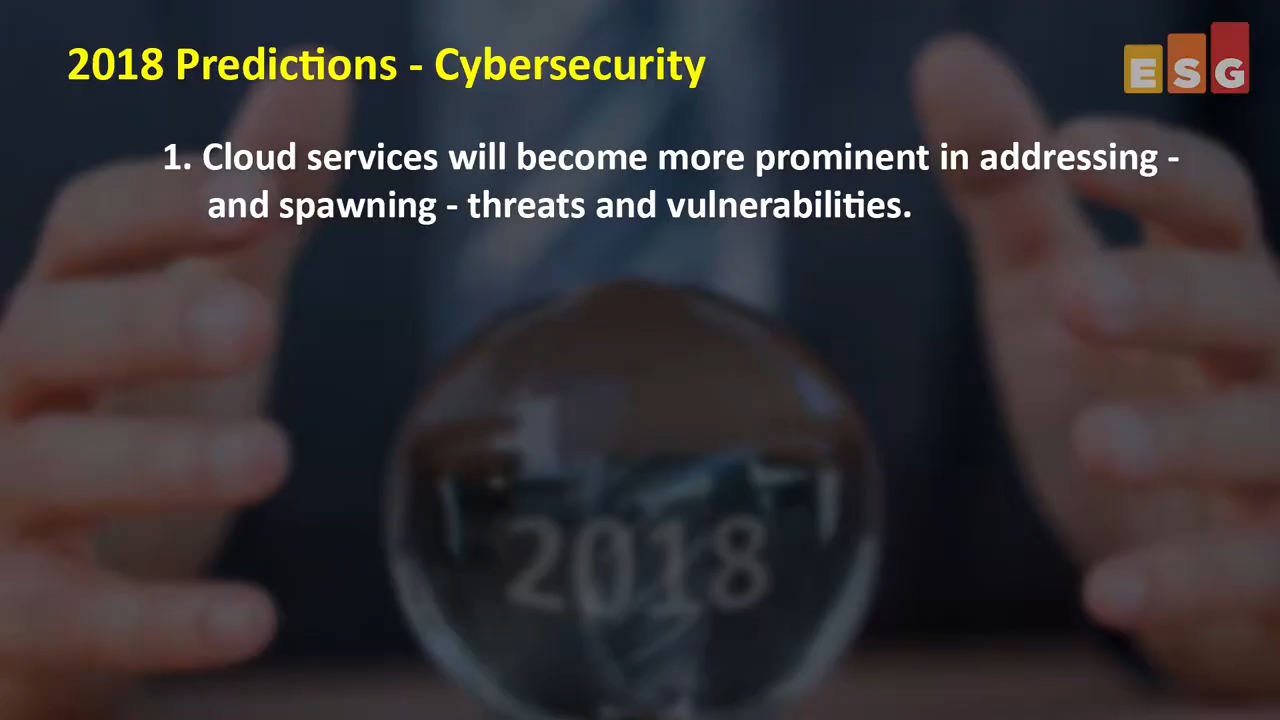 2018 Predictions - Cybersecurity
ESG
1. Cloud services will become more prominent in addressing -
and spawning - threats and vulnerabilities.
2018